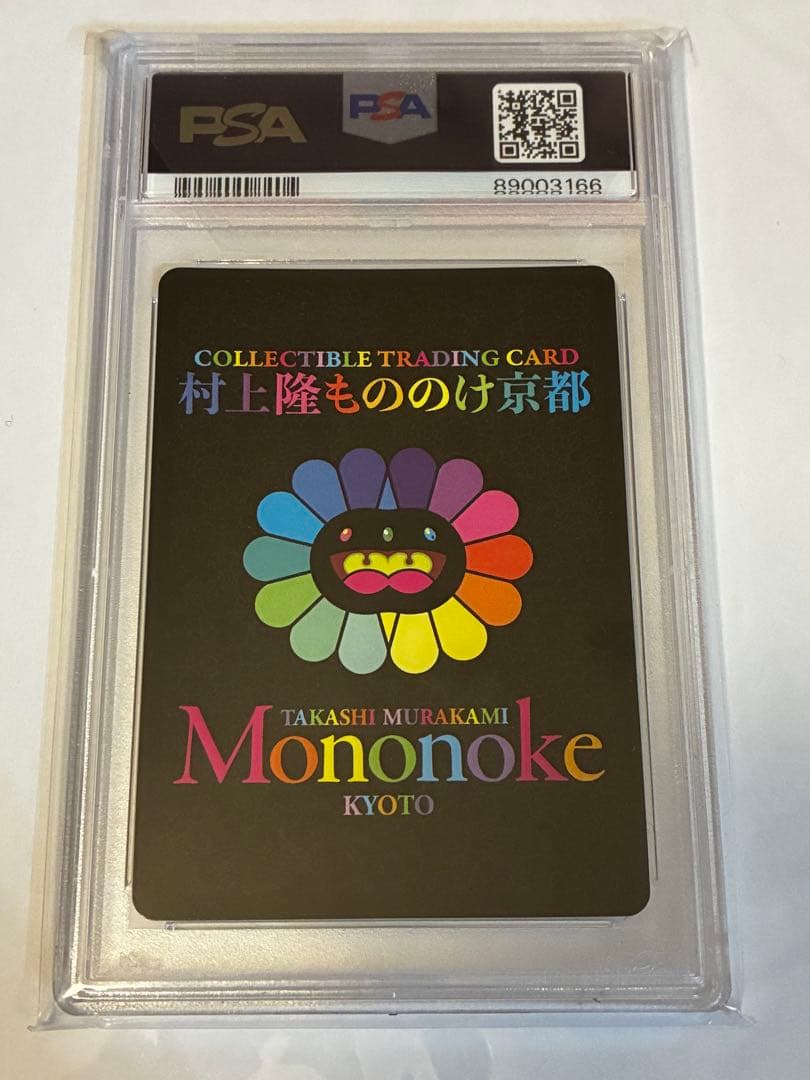 PSA
PSA
89003166
COLLECTIBLE TRADING CARD
村上隆もののけ京都
TAKASHI MURAKAMI
Mononoke
KYOTO